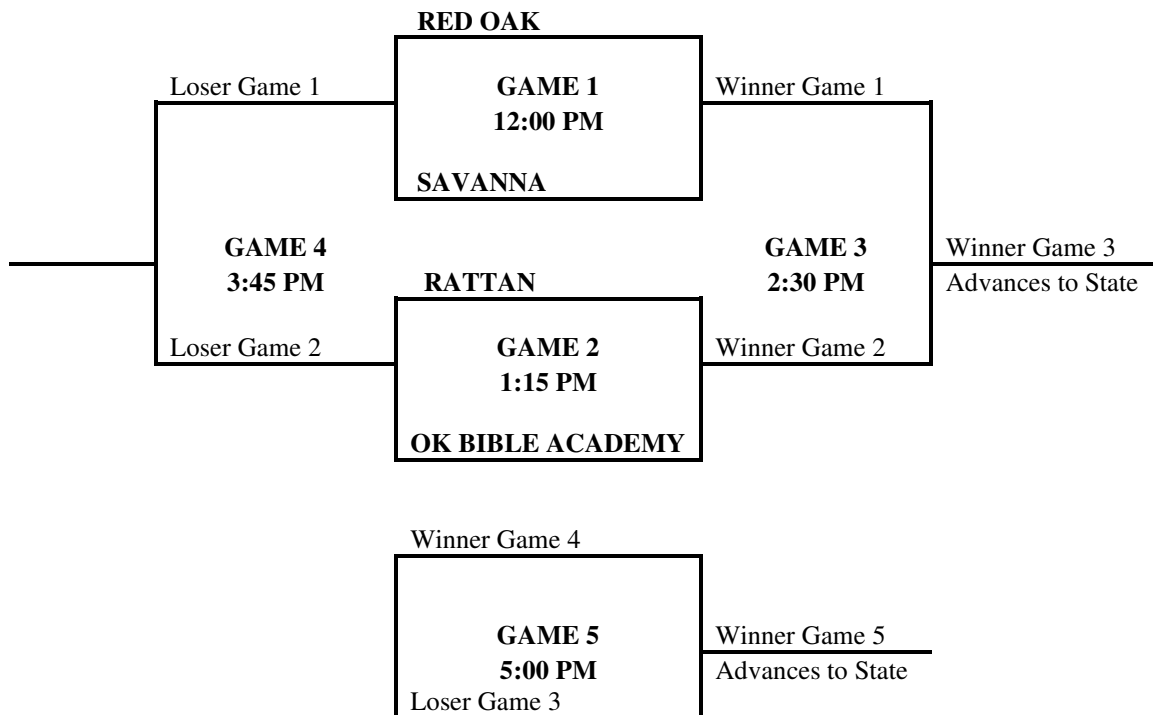 RED OAK
Loser Game 1
GAME 1
Winner Game 1
12:00 PM
SAVANNA
GAME 4
GAME 3
Winner Game 3
3:45 PM
RATTAN
2:30 PM
Advances to State
Loser Game 2
GAME 2
Winner Game 2
1:15 PM
OK BIBLE ACADEMY
Winner Game 4
GAME 5
Winner Game 5
5:00 PM
Advances to State
Loser Game 3